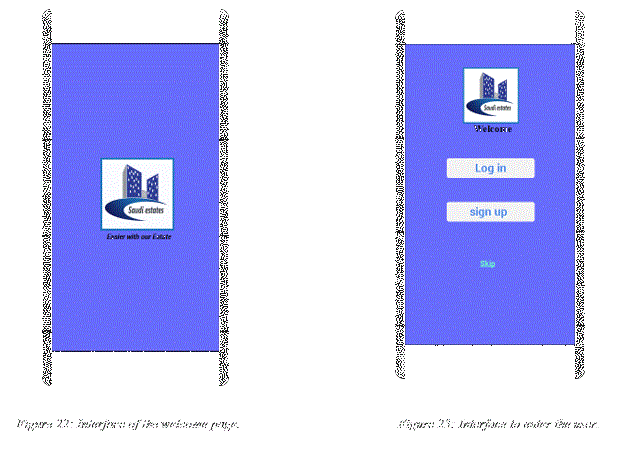 Saudi estates
Easier with our Estate
Figure 22: Interface of the welcome page.
Saudi estates
Welcome
Log in
sign up
Skip
Figure 23: Interface to enter the user.